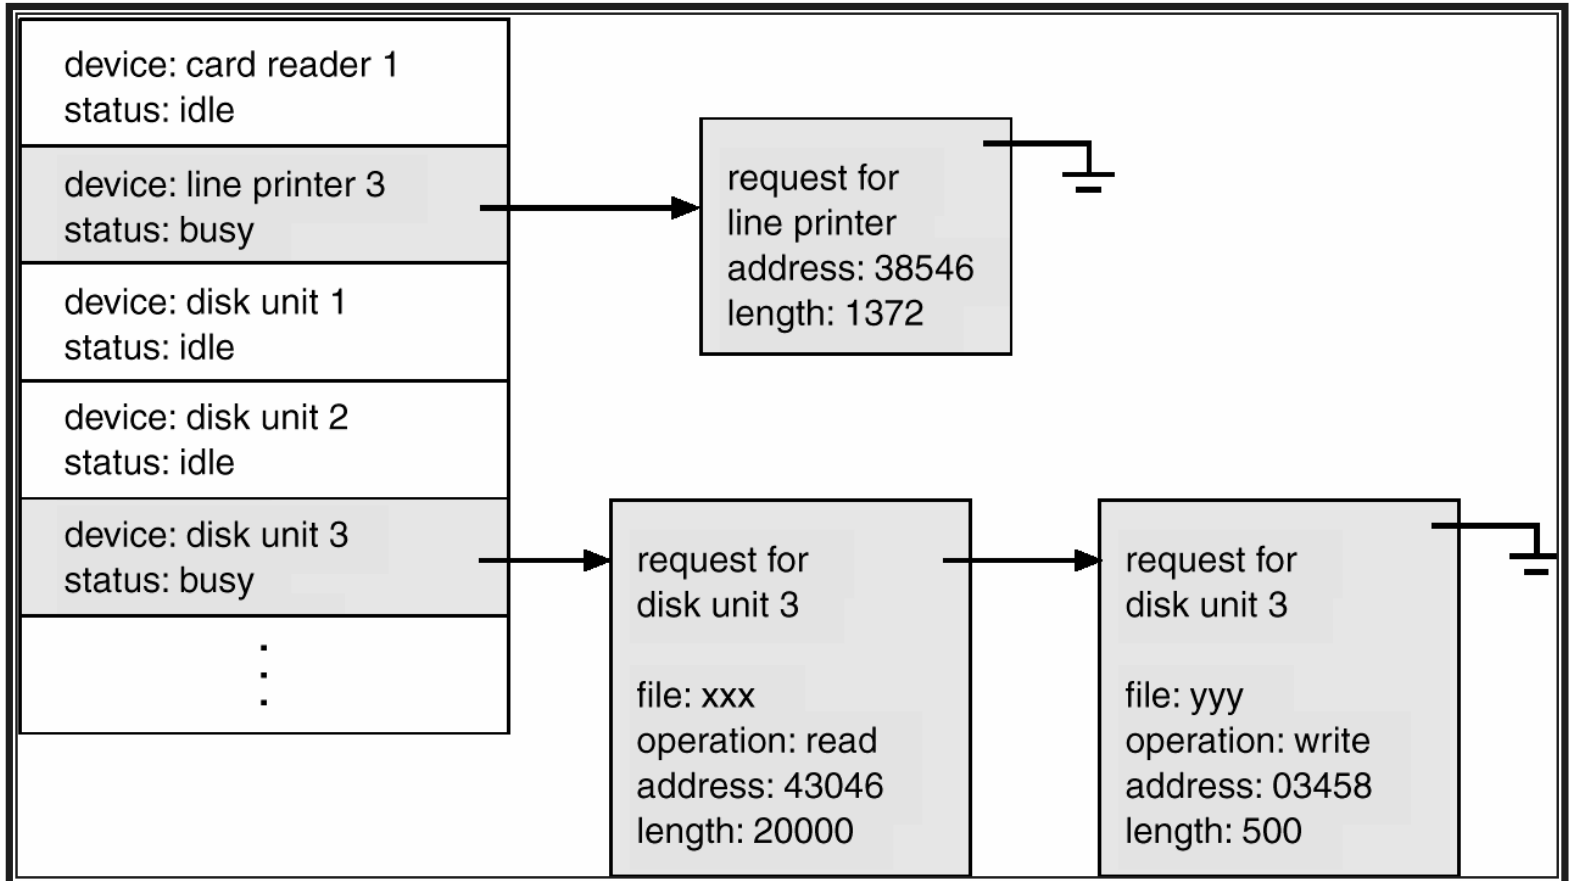 device: card reader 1
status: idle
device: line printer 3
status: busy
device: disk unit 1
status: idle
device: disk unit 2
status: idle
device: disk unit 3
status: busy
request for
line printer
address: 38546
length: 1372
request for
disk unit 3
file: xxx
operation: read
address: 43046
length: 20000
request for
disk unit 3
file: yyy
operation: write
address: 03458
length: 500